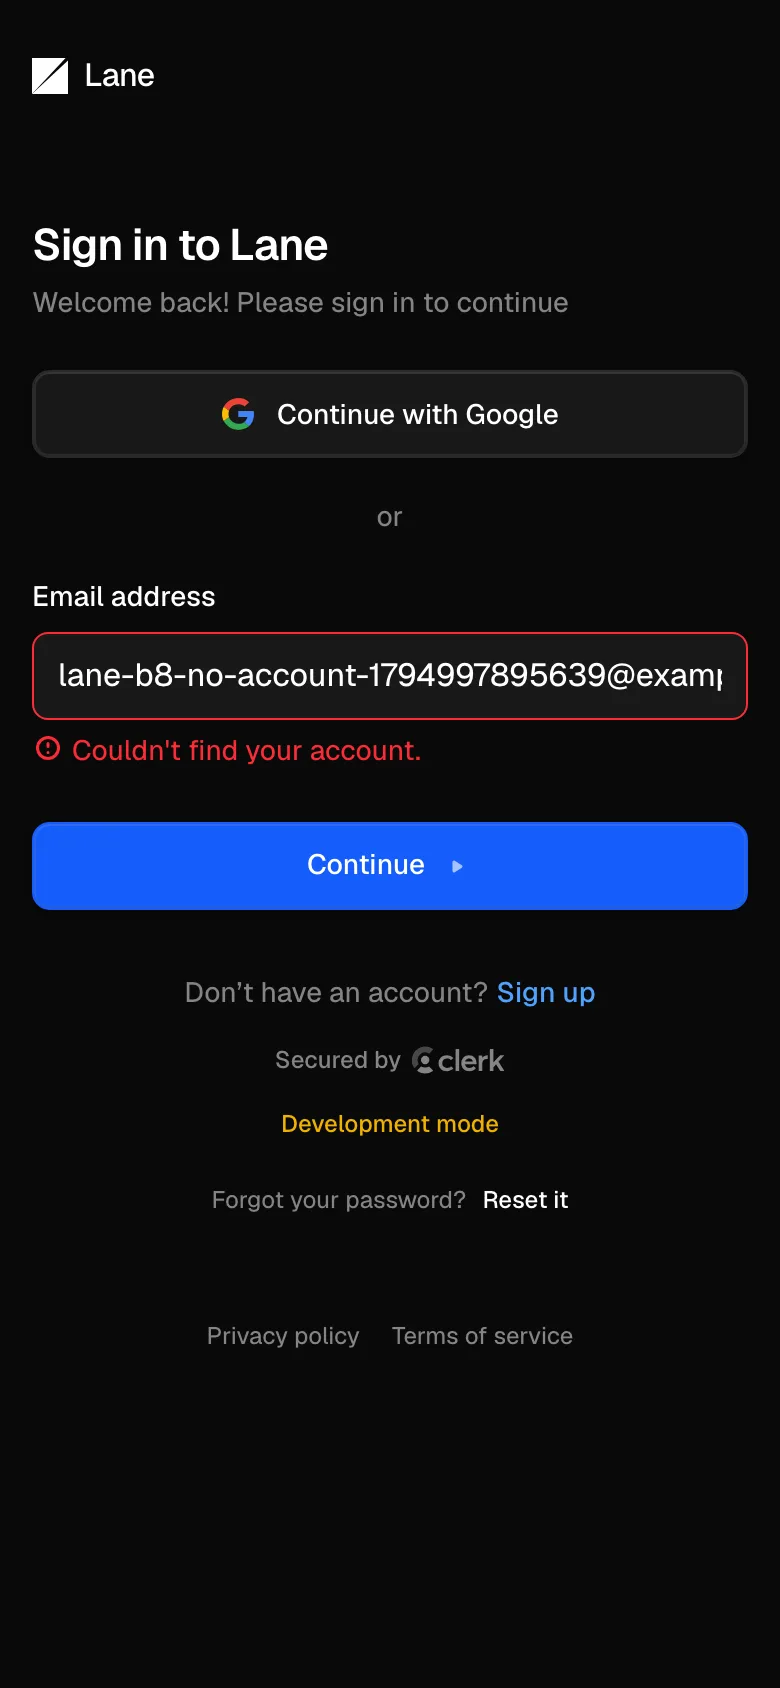 Lane
Sign in to Lane
Welcome back! Please sign in to continue
Continue with Google
or
Email address
lane-b8-no-account-1794997895639@examp
Couldn't find your account.
Continue
Don’t have an account? Sign up
Secured by clerk
Development mode
Forgot your password? Reset it
Privacy policy Terms of service